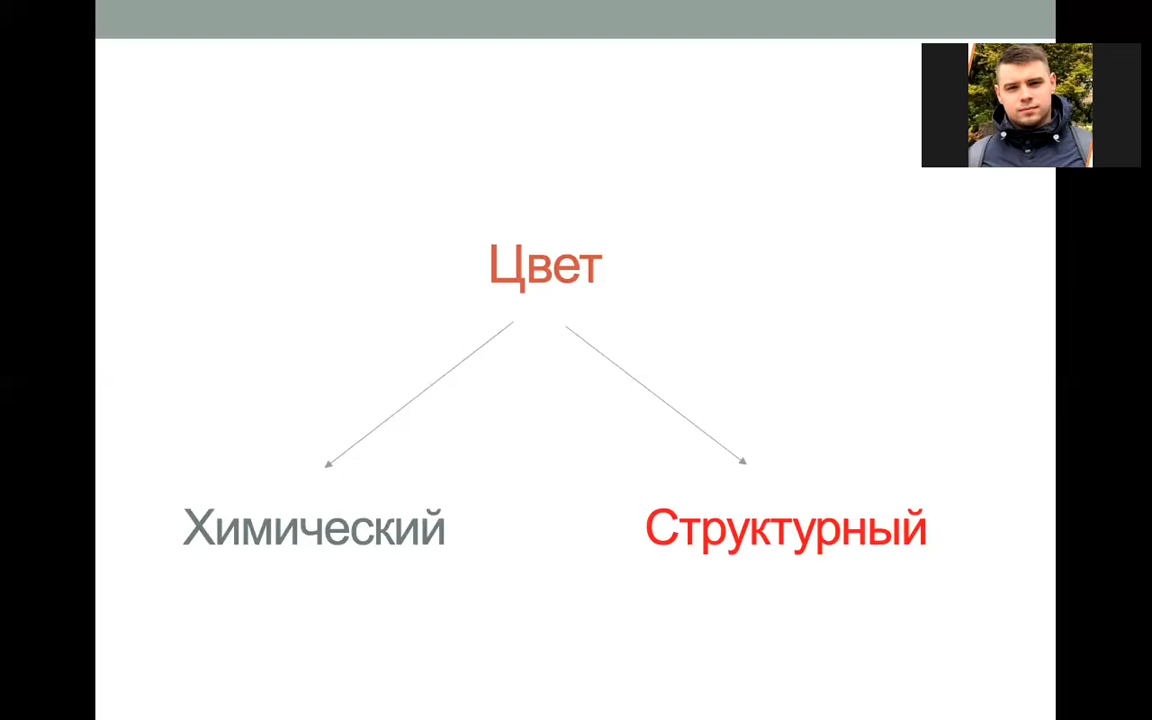 Цвет
Химический
Структурный